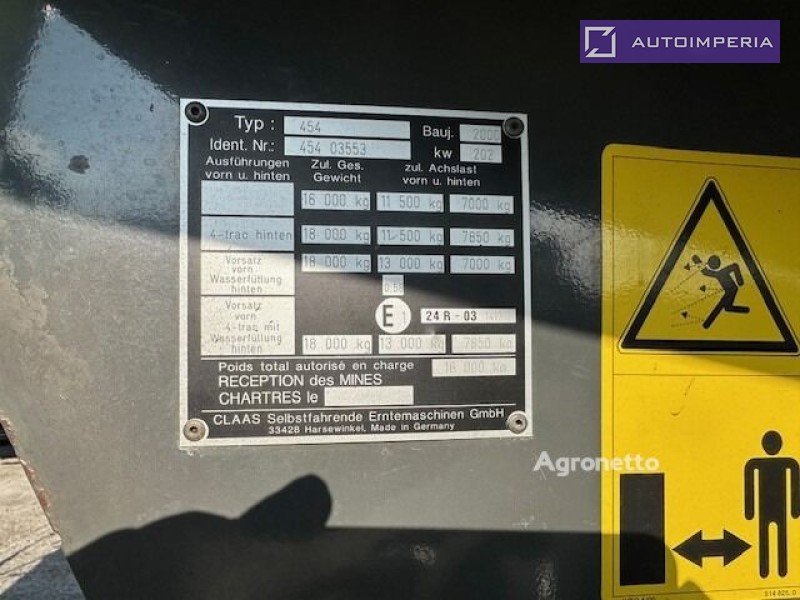 AUTOIMPERIA
Typ : 454 Bauj. 2000
Ident. Nr.: 454 03553 kw 202
Ausführungen vorn u. hinten
Zul. Ges. Gewicht
zul. Achslast vorn u. hinten
18 000 kg 11 500 kg 7000 kg
4-trac hinten 18 000 kg 11 500 kg 7850 kg
Vorsatz vorn Wasserfüllung hinten
18 000 kg 13 000 kg 7000 kg
0.58
E 1 24 R - 03
Vorsatz vorn 4-trac mit Wasserfüllung hinten
18 000 kg 13 000 kg 7850 kg
Poids total autorisé en charge 16 000 kg
RECEPTION des MINES
CHARTRES le
CLAAS Selbstfahrende Erntemaschinen GmbH
33428 Harsewinkel, Made in Germany
Agronetto